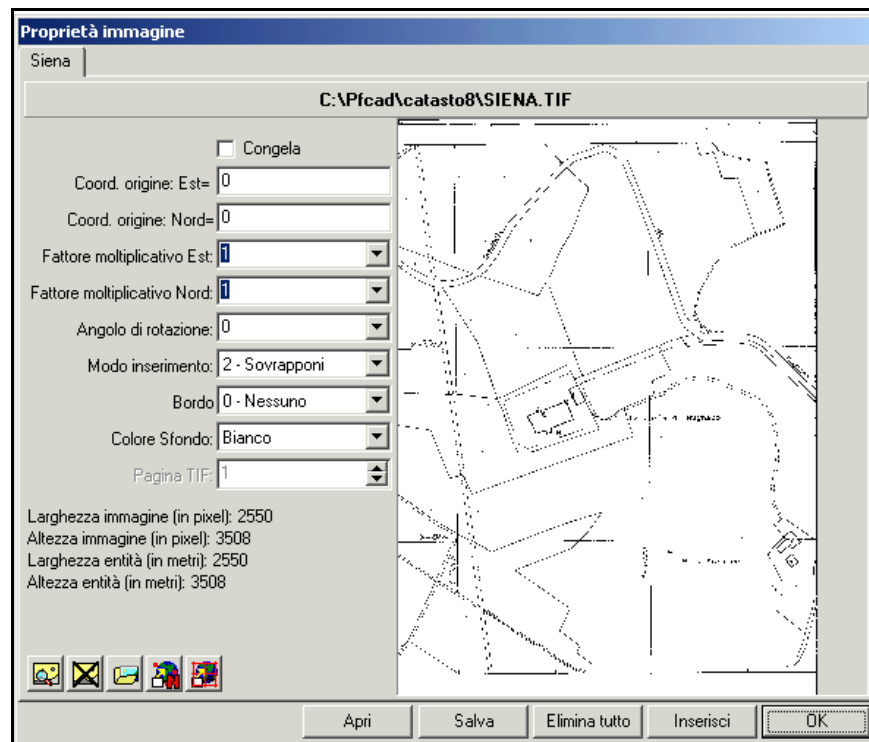 Proprietà immagine
Siena
C:\Pfcad\catasto8\SIENA.TIF
Congela
Coord. origine: Est= 0
Coord. origine: Nord= 0
Fattore moltiplicativo Est: 1
Fattore moltiplicativo Nord: 1
Angolo di rotazione: 0
Modo inserimento: 2 - Sovrapponi
Bordo 0 - Nessuno
Colore Sfondo: Bianco
Pagina TIF: 1
Larghezza immagine (in pixel): 2550
Altezza immagine (in pixel): 3508
Larghezza entità (in metri): 2550
Altezza entità (in metri): 3508
Apri
Salva
Elimina tutto
Inserisci
OK